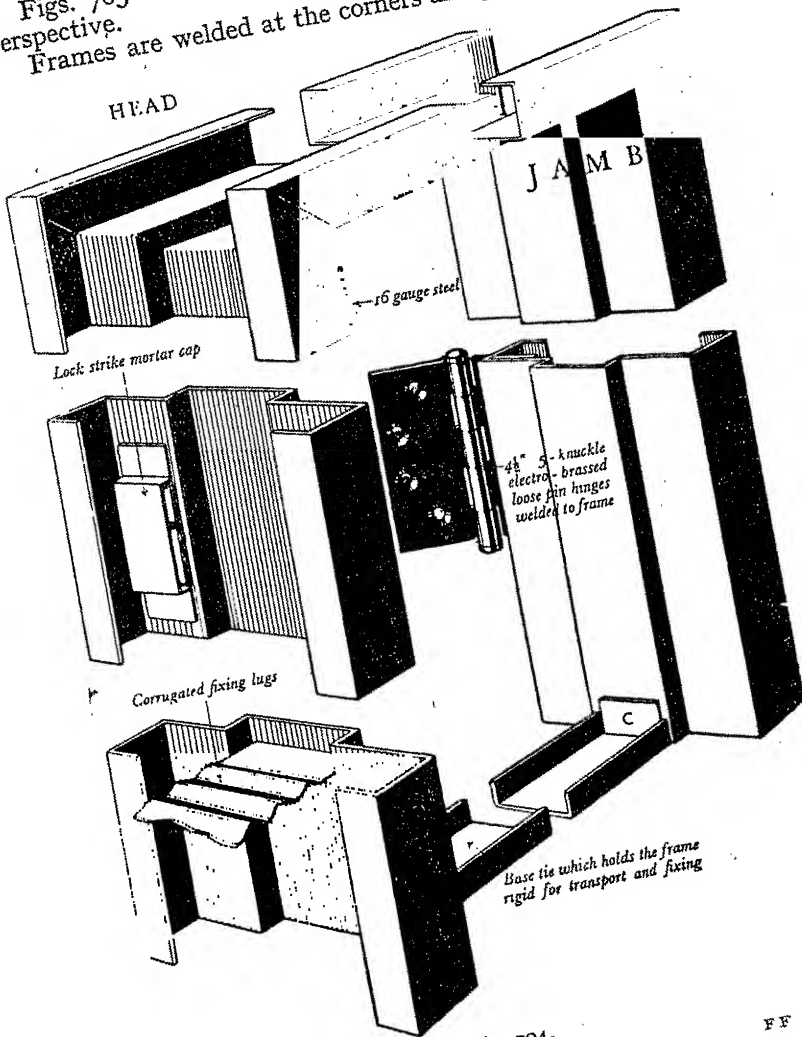 Figs.
erspective.
Frames are welded at the corners
HEAD
JAMB
16 gauge steel
Lock strike mortar cap
4½" 5-knuckle
electro-brassed
loose pin hinges
welded to frame
Corrugated fixing lugs
C
Base tie which holds the frame
rigid for transport and fixing
FF